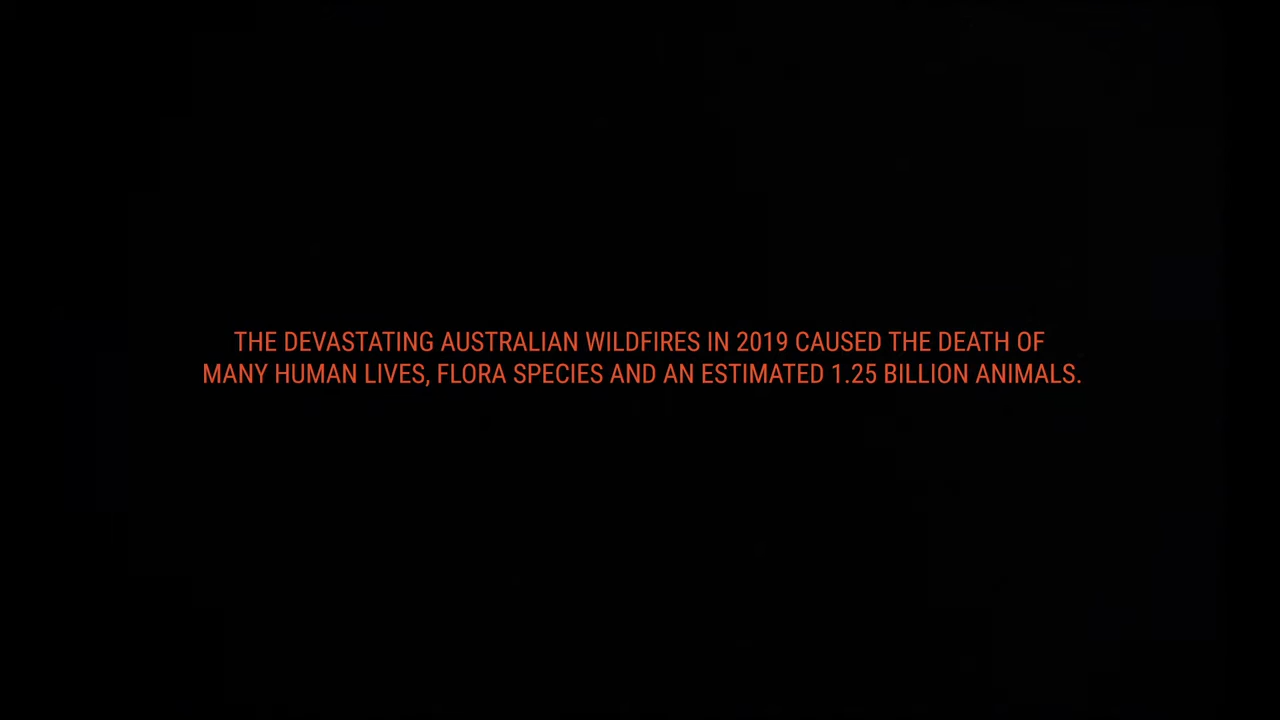 THE DEVASTATING AUSTRALIAN WILDFIRES IN 2019 CAUSED THE DEATH OF
MANY HUMAN LIVES, FLORA SPECIES AND AN ESTIMATED 1.25 BILLION ANIMALS.